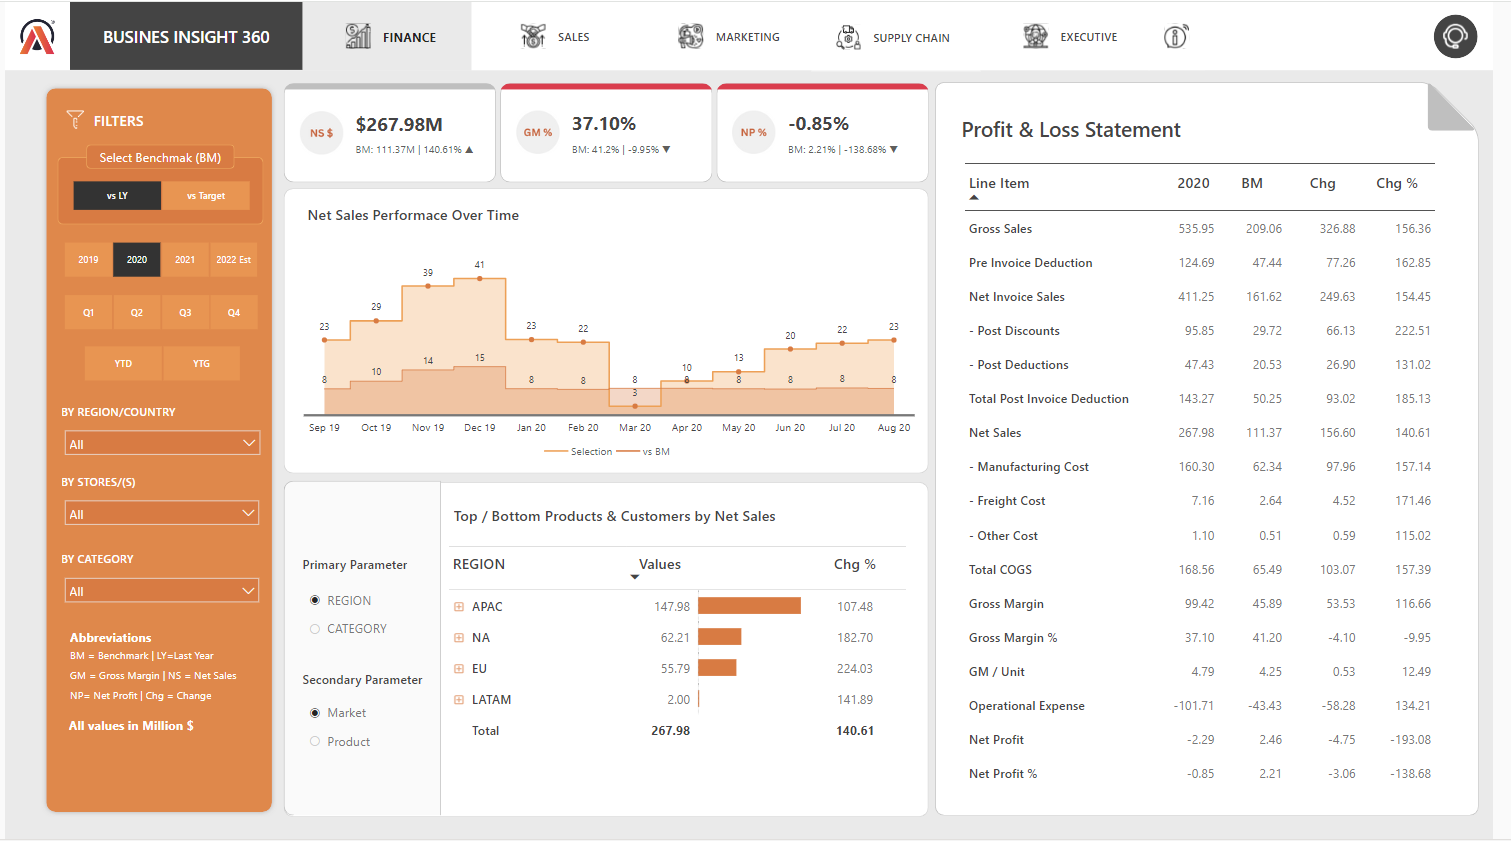 BUSINES INSIGHT 360
FINANCE
SALES
MARKETING
SUPPLY CHAIN
EXECUTIVE
FILTERS
Select Benchmak (BM)
vs LY vs Target
2019 2020 2021 2022 Est
Q1 Q2 Q3 Q4
YTD YTG
BY REGION/COUNTRY
All
BY STORES/(S)
All
BY CATEGORY
All
Abbreviations
BM = Benchmark | LY=Last Year
GM = Gross Margin | NS = Net Sales
NP= Net Profit | Chg = Change
All values in Million $
NS $
$267.98M
BM: 111.37M | 140.61% ▲
GM %
37.10%
BM: 41.2% | -9.95% ▼
NP %
-0.85%
BM: 2.21% | -138.68% ▼
Net Sales Performace Over Time
23 29 39 41 23 22 3 10 13 20 22 23
8 10 14 15 8 8 8 8 8 8 8 8
Sep 19 Oct 19 Nov 19 Dec 19 Jan 20 Feb 20 Mar 20 Apr 20 May 20 Jun 20 Jul 20 Aug 20
Selection vs BM
Primary Parameter
REGION
CATEGORY
Secondary Parameter
Market
Product
Top / Bottom Products & Customers by Net Sales
REGION Values Chg %
APAC 147.98 107.48
NA 62.21 182.70
EU 55.79 224.03
LATAM 2.00 141.89
Total 267.98 140.61
Profit & Loss Statement
Line Item 2020 BM Chg Chg %
Gross Sales 535.95 209.06 326.88 156.36
Pre Invoice Deduction 124.69 47.44 77.26 162.85
Net Invoice Sales 411.25 161.62 249.63 154.45
- Post Discounts 95.85 29.72 66.13 222.51
- Post Deductions 47.43 20.53 26.90 131.02
Total Post Invoice Deduction 143.27 50.25 93.02 185.13
Net Sales 267.98 111.37 156.60 140.61
- Manufacturing Cost 160.30 62.34 97.96 157.14
- Freight Cost 7.16 2.64 4.52 171.46
- Other Cost 1.10 0.51 0.59 115.02
Total COGS 168.56 65.49 103.07 157.39
Gross Margin 99.42 45.89 53.53 116.66
Gross Margin % 37.10 41.20 -4.10 -9.95
GM / Unit 4.79 4.25 0.53 12.49
Operational Expense -101.71 -43.43 -58.28 134.21
Net Profit -2.29 2.46 -4.75 -193.08
Net Profit % -0.85 2.21 -3.06 -138.68